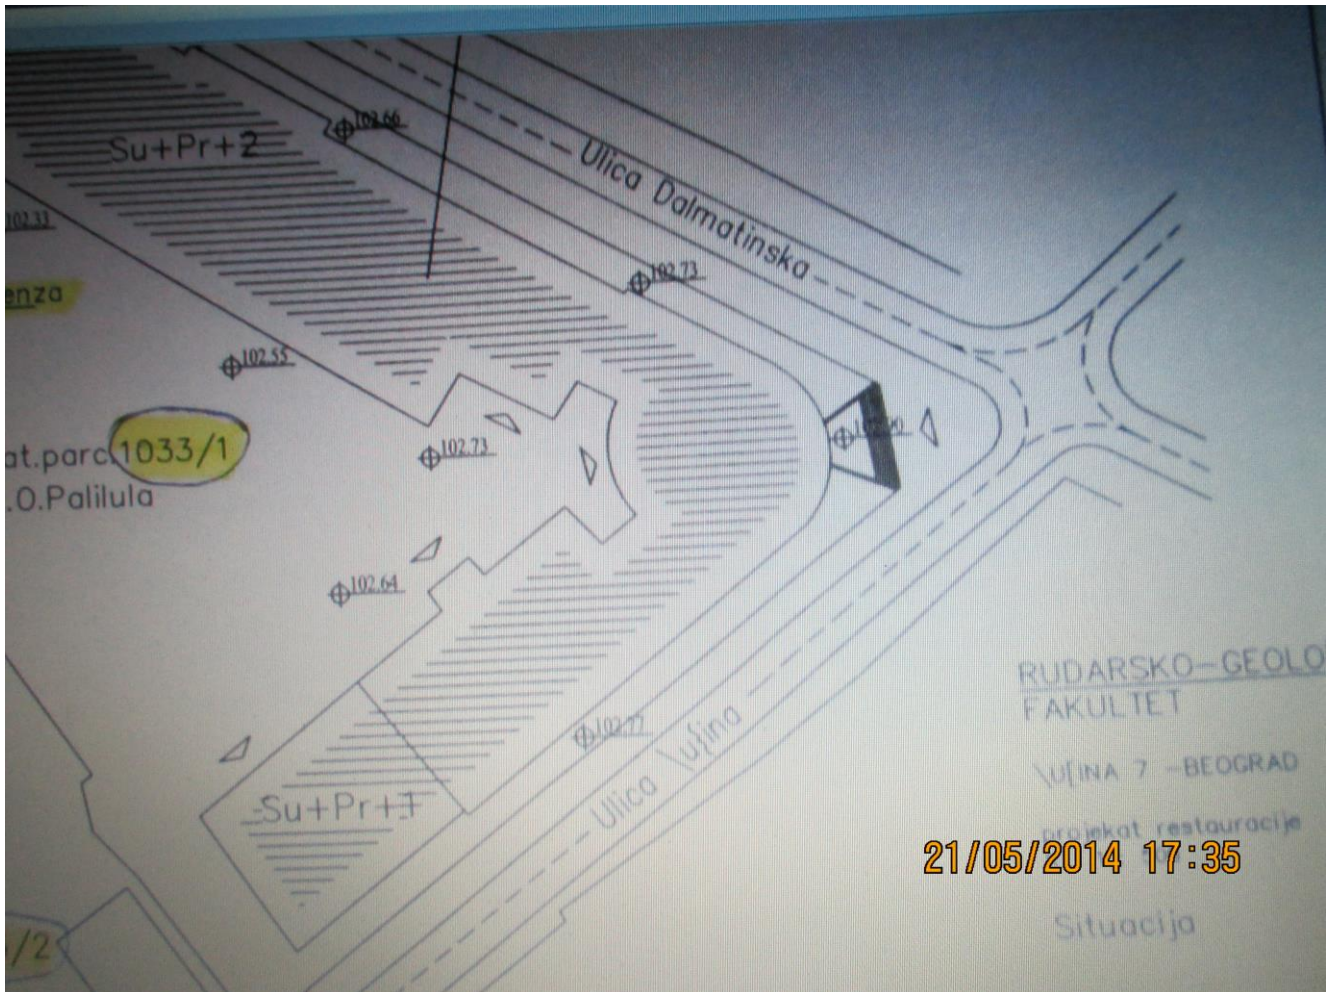 Su+Pr+2
102.66
Ulica Dalmatinska
102.33
102.73
enza
102.55
at.parc.1033/1
.O.Palilula
102.73
102.64
102.77
Ulica \u[ina
Su+Pr+1
/2
RUDARSKO-GEOLO
FAKULTET
\U[INA 7 -BEOGRAD
projekat restauracije
21/05/2014 17:35
Situacija